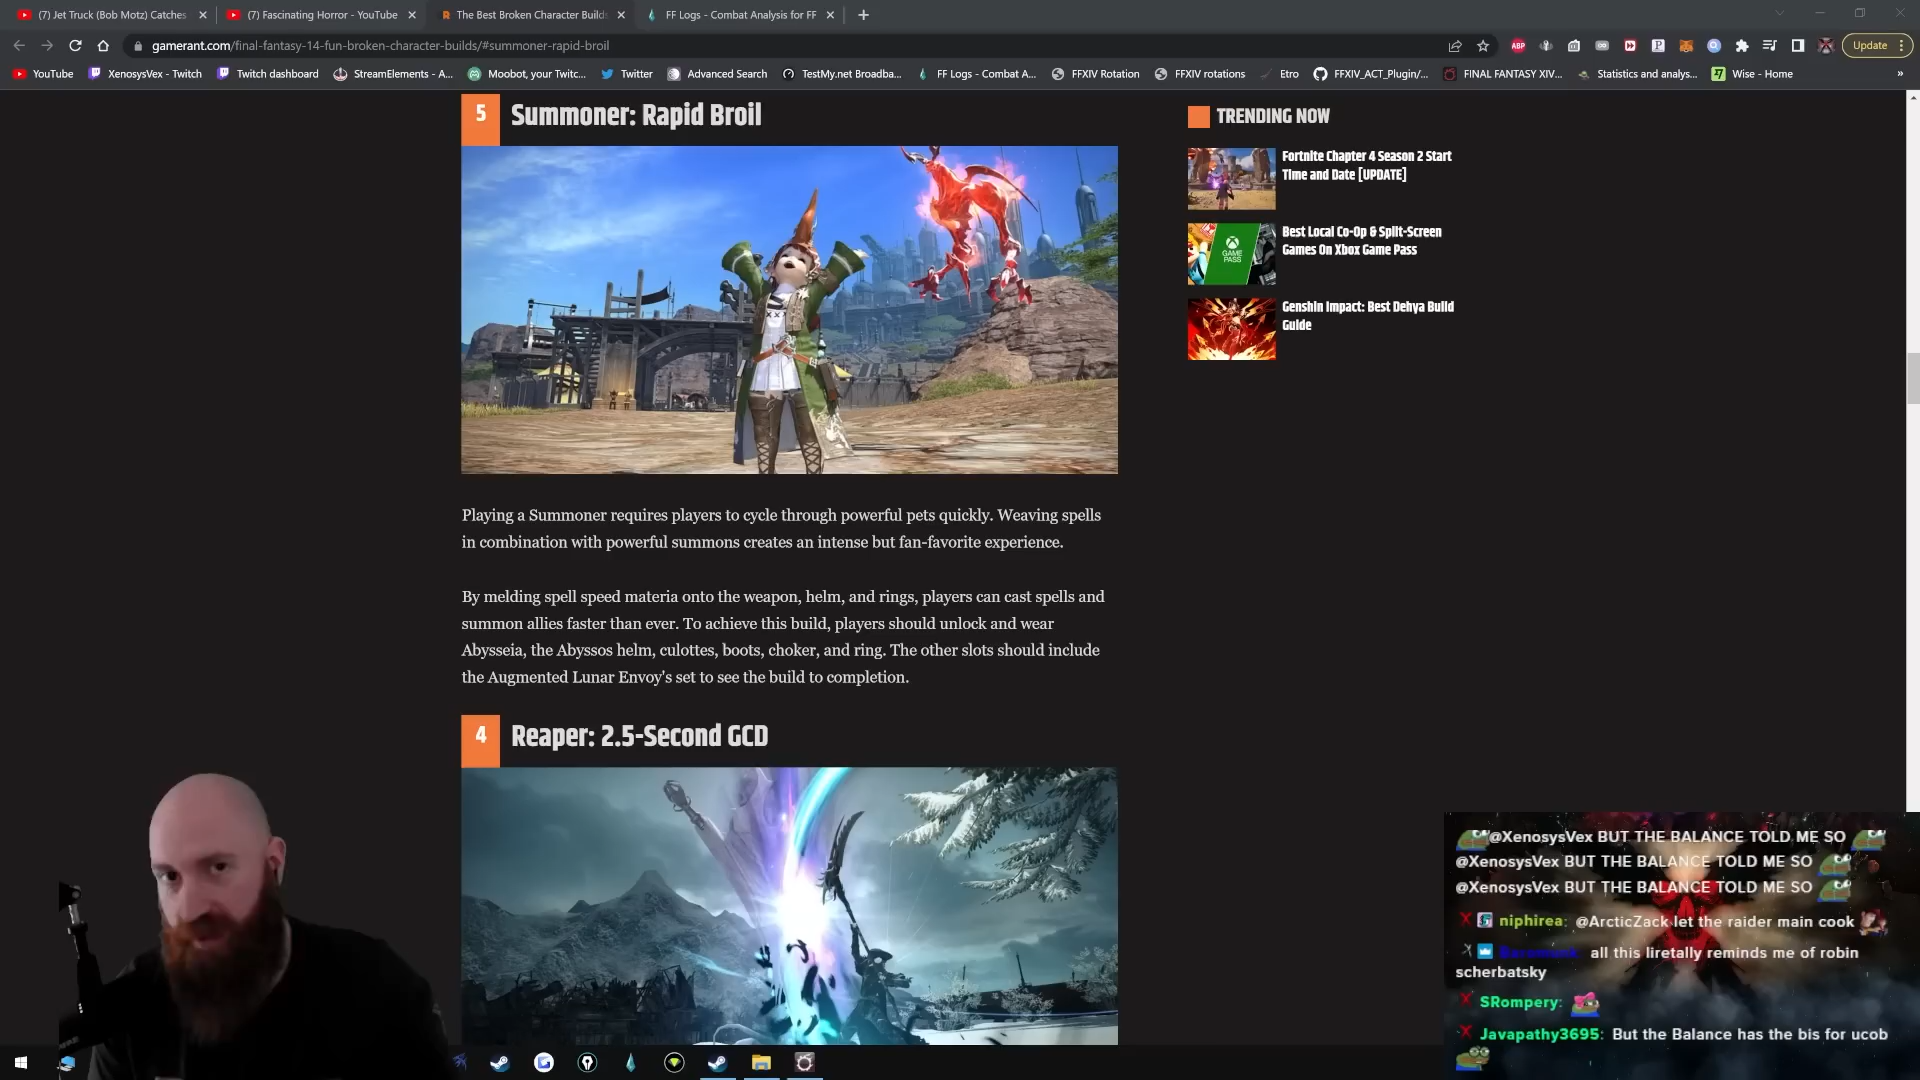 (7) Jet Truck (Bob Motz) Catches
(7) Fascinating Horror - YouTube
The Best Broken Character Builds
FF Logs - Combat Analysis for FF
gamerant.com/final-fantasy-14-fun-broken-character-builds/#summoner-rapid-broil
ABP
Update
YouTube
XenosysVex - Twitch
Twitch dashboard
StreamElements - A...
Moobot, your Twitc...
Twitter
Advanced Search
TestMy.net Broadba...
FF Logs - Combat A...
FFXIV Rotation
FFXIV rotations
Etro
FFXIV_ACT_Plugin/...
FINAL FANTASY XIV...
Statistics and analys...
Wise - Home
5
Summoner: Rapid Broil
Playing a Summoner requires players to cycle through powerful pets quickly. Weaving spells
in combination with powerful summons creates an intense but fan-favorite experience.
By melding spell speed materia onto the weapon, helm, and rings, players can cast spells and
summon allies faster than ever. To achieve this build, players should unlock and wear
Abysseia, the Abyssos helm, culottes, boots, choker, and ring. The other slots should include
the Augmented Lunar Envoy's set to see the build to completion.
4
Reaper: 2.5-Second GCD
TRENDING NOW
Fortnite Chapter 4 Season 2 Start
Time and Date [UPDATE]
GAME
PASS
Best Local Co-Op & Split-Screen
Games On Xbox Game Pass
Genshin Impact: Best Dehya Build
Guide
@XenosysVex BUT THE BALANCE TOLD ME SO
@XenosysVex BUT THE BALANCE TOLD ME SO
@XenosysVex BUT THE BALANCE TOLD ME SO
niphirea: @ArcticZack let the raider main cook
all this liretally reminds me of robin
scherbatsky
SRompery:
Javapathy3695: But the Balance has the bis for ucob